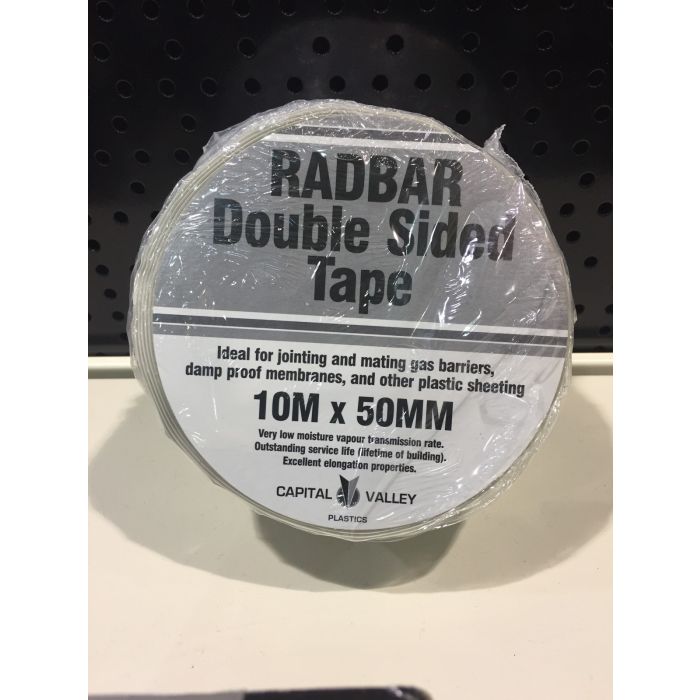 RADBAR
Double Sided
Tape
Ideal for jointing and mating gas barriers,
damp proof membranes, and other plastic sheeting
10M x 50MM
Very low moisture vapour transmission rate.
Outstanding service life (lifetime of building).
Excellent elongation properties.
CAPITAL VALLEY
PLASTICS